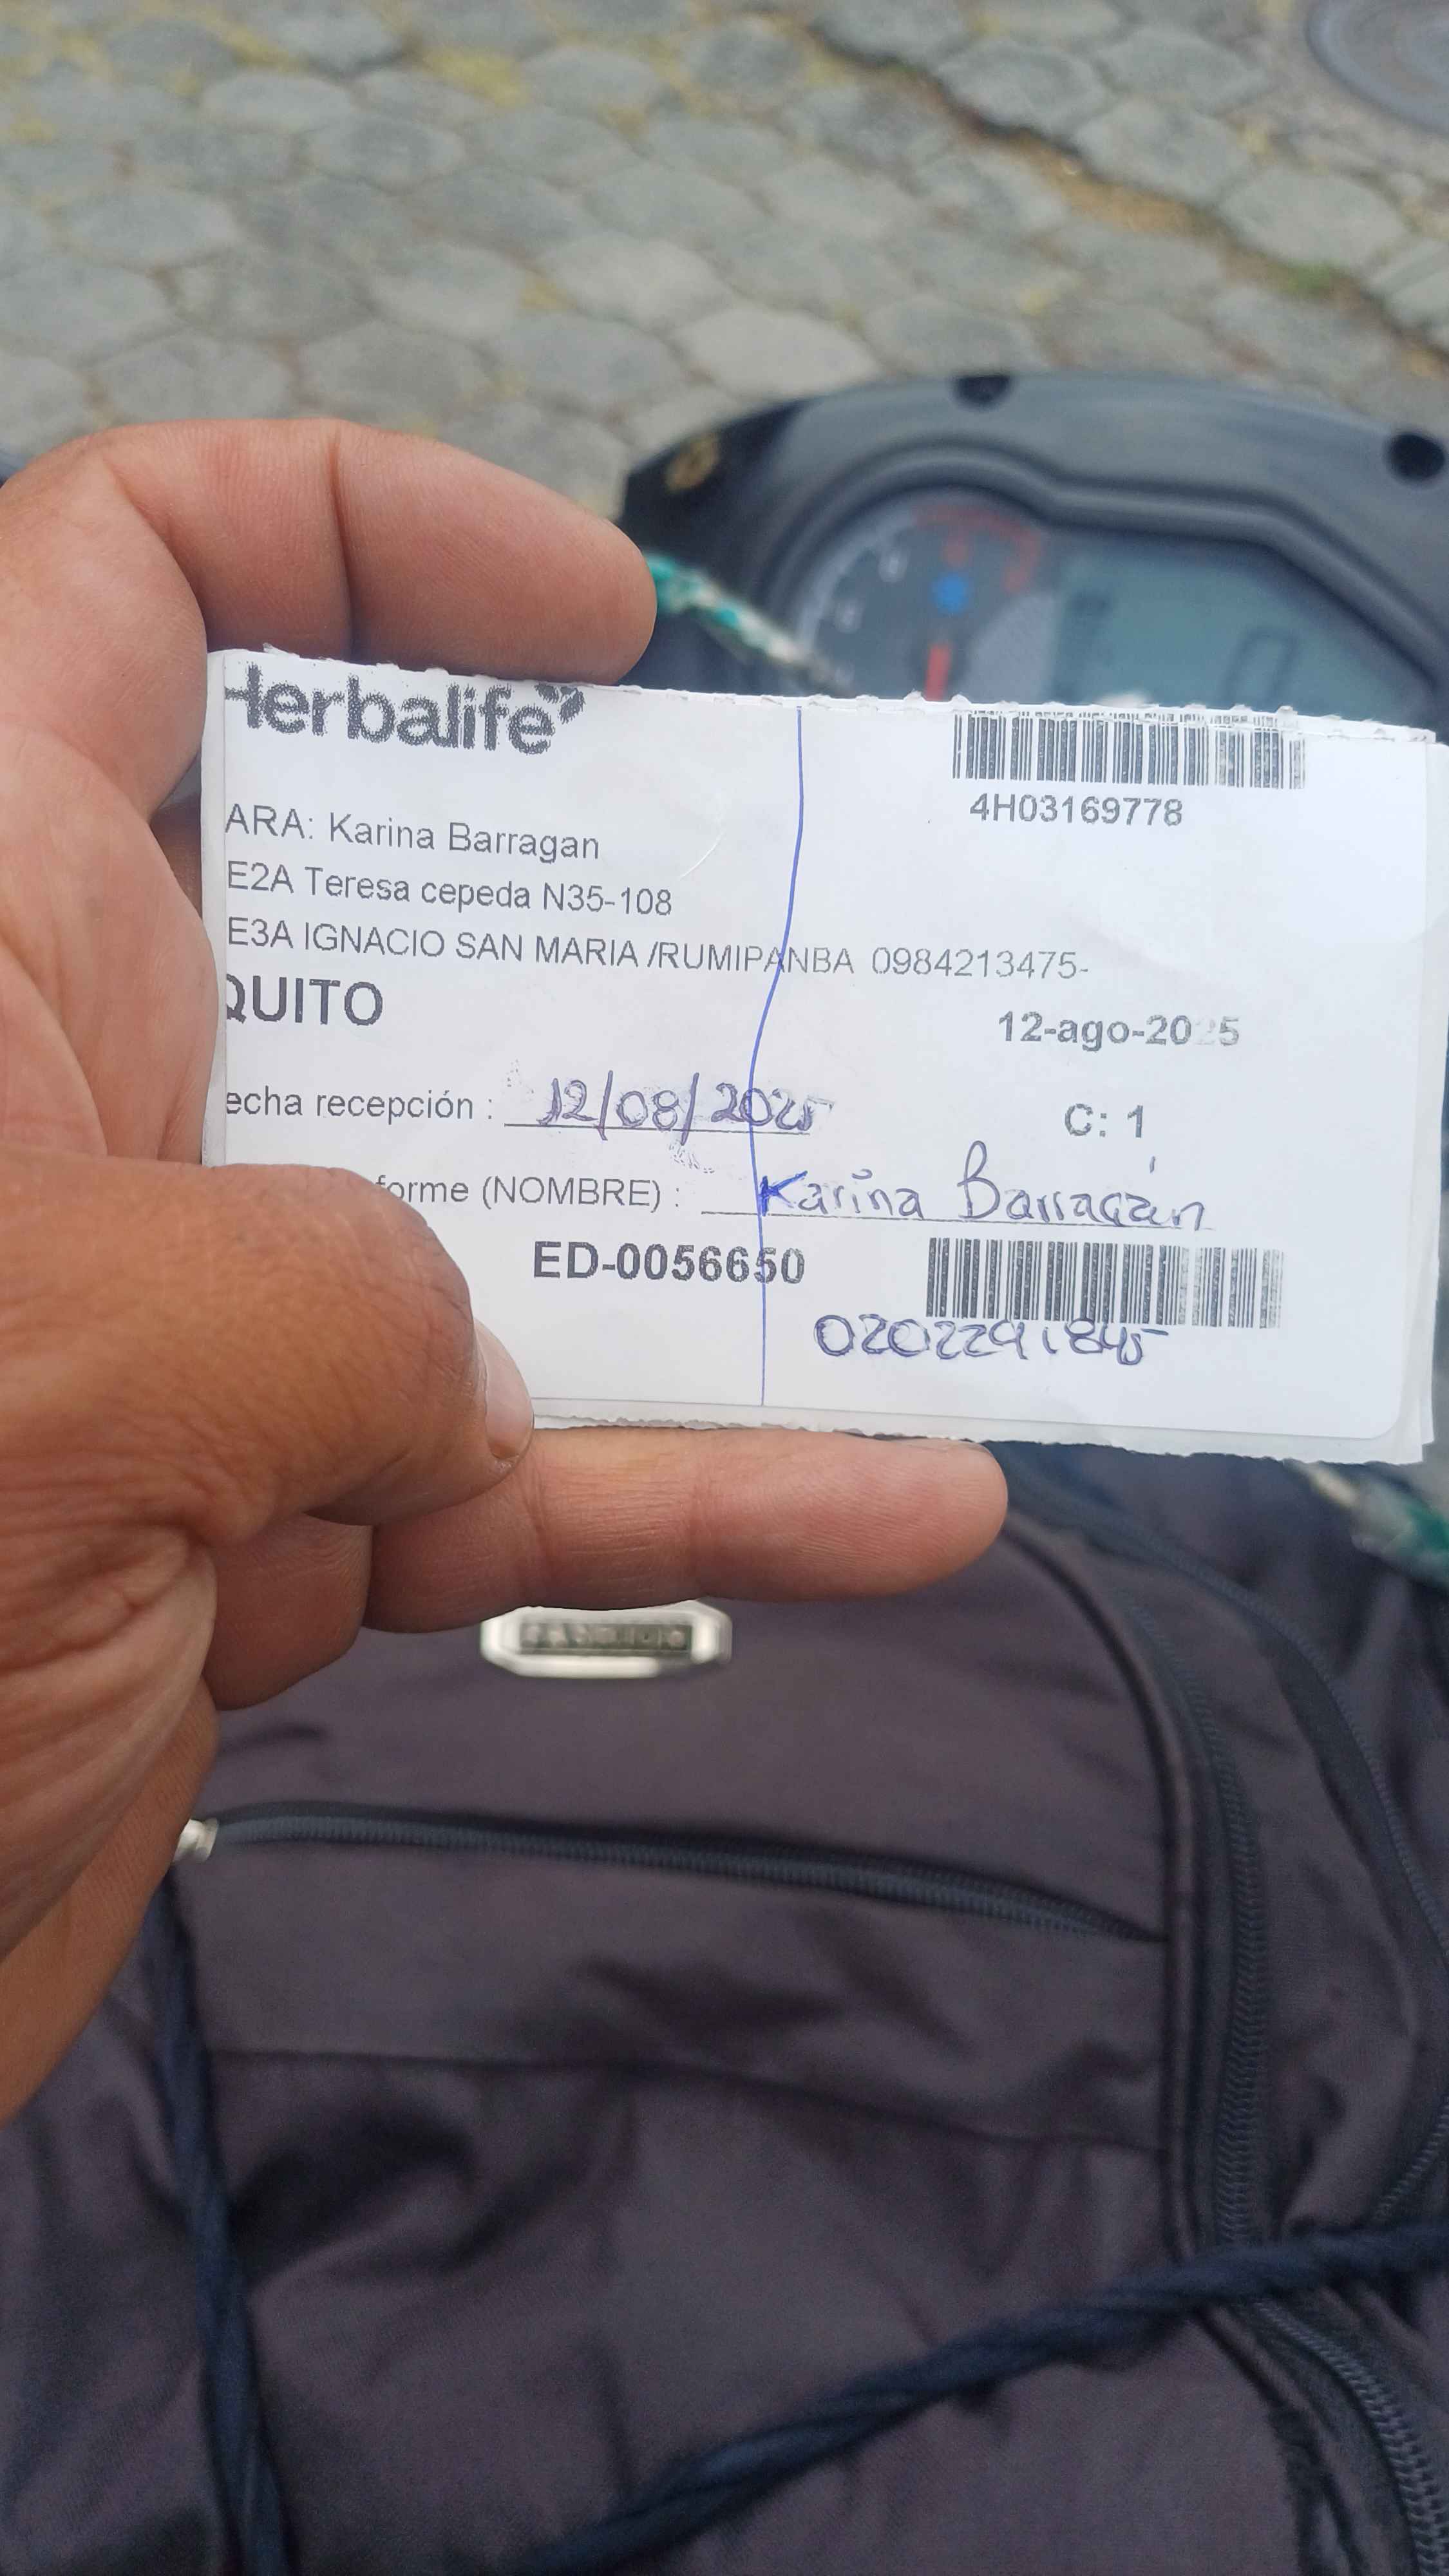 Herbalife
4H03169778
ARA: Karina Barragan
E2A Teresa cepeda N35-108
E3A IGNACIO SAN MARIA /RUMIPANBA 0984213475-
QUITO
12-ago-2025
echa recepción : 12/08/2025
C: 1
forme (NOMBRE) : Karina Barragán
ED-0056650
0202291845